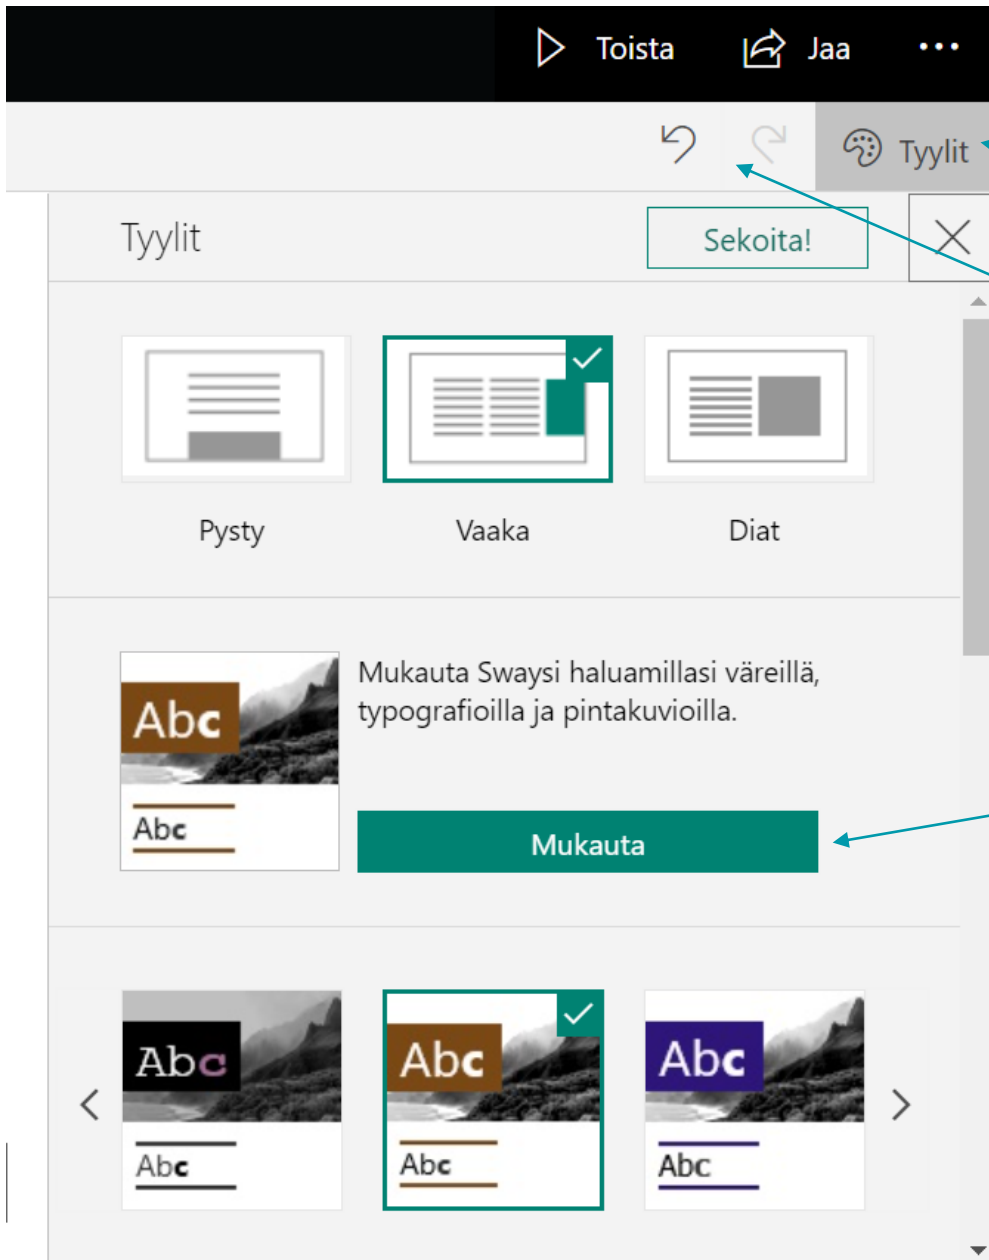 Toista Jaa
Tyylit
Tyylit Sekoita!
Pysty Vaaka Diat
Mukauta Swaysi haluamillasi väreillä,
typografioilla ja pintakuvioilla.
Abc
Abc
Mukauta
Abc Abc Abc
Abc Abc Abc